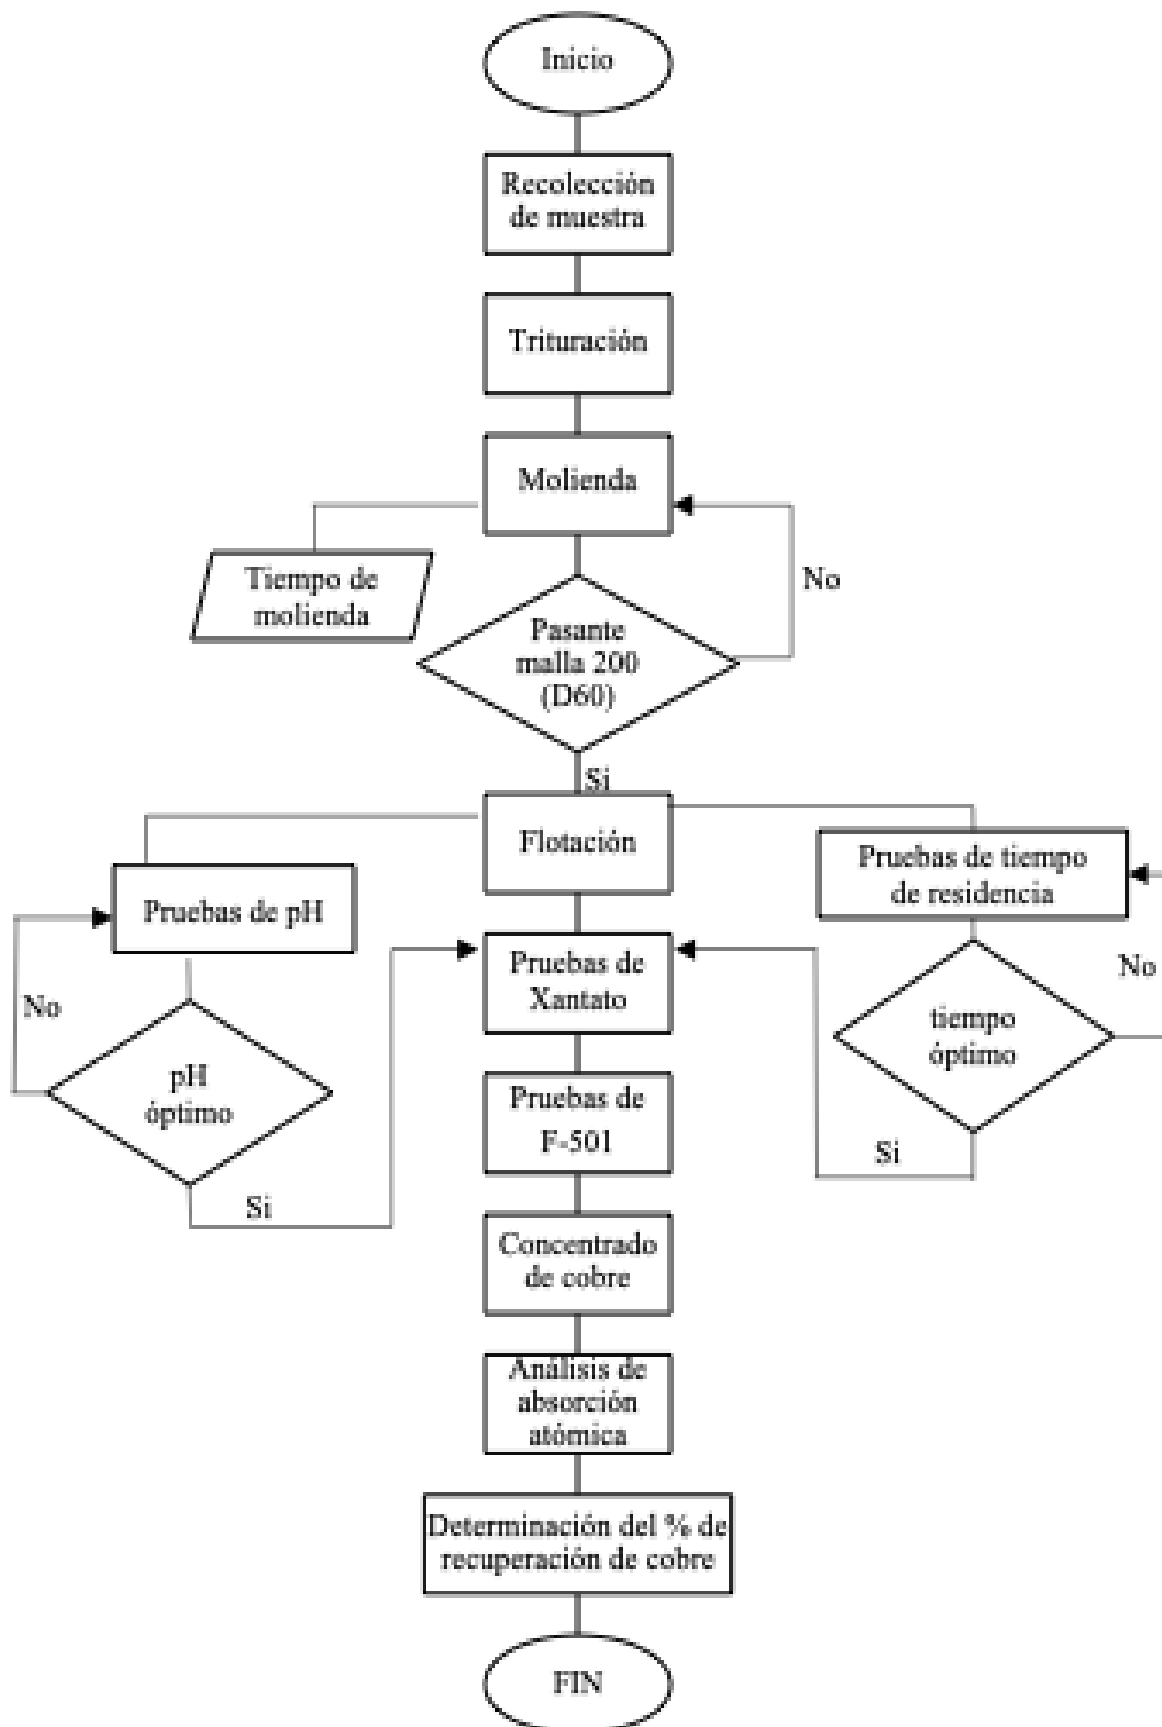 Inicio
Recolección
de muestra
Trituración
Molienda
Tiempo de
molienda
No
Pasante
malla 200
(D60)
Si
Flotación
Pruebas de pH
Pruebas de tiempo
de residencia
Pruebas de
Xantato
No
pH
óptimo
Si
No
tiempo
óptimo
Si
Pruebas de
F-501
Concentrado
de cobre
Análisis de
absorción
atómica
Determinación del % de
recuperación de cobre
FIN